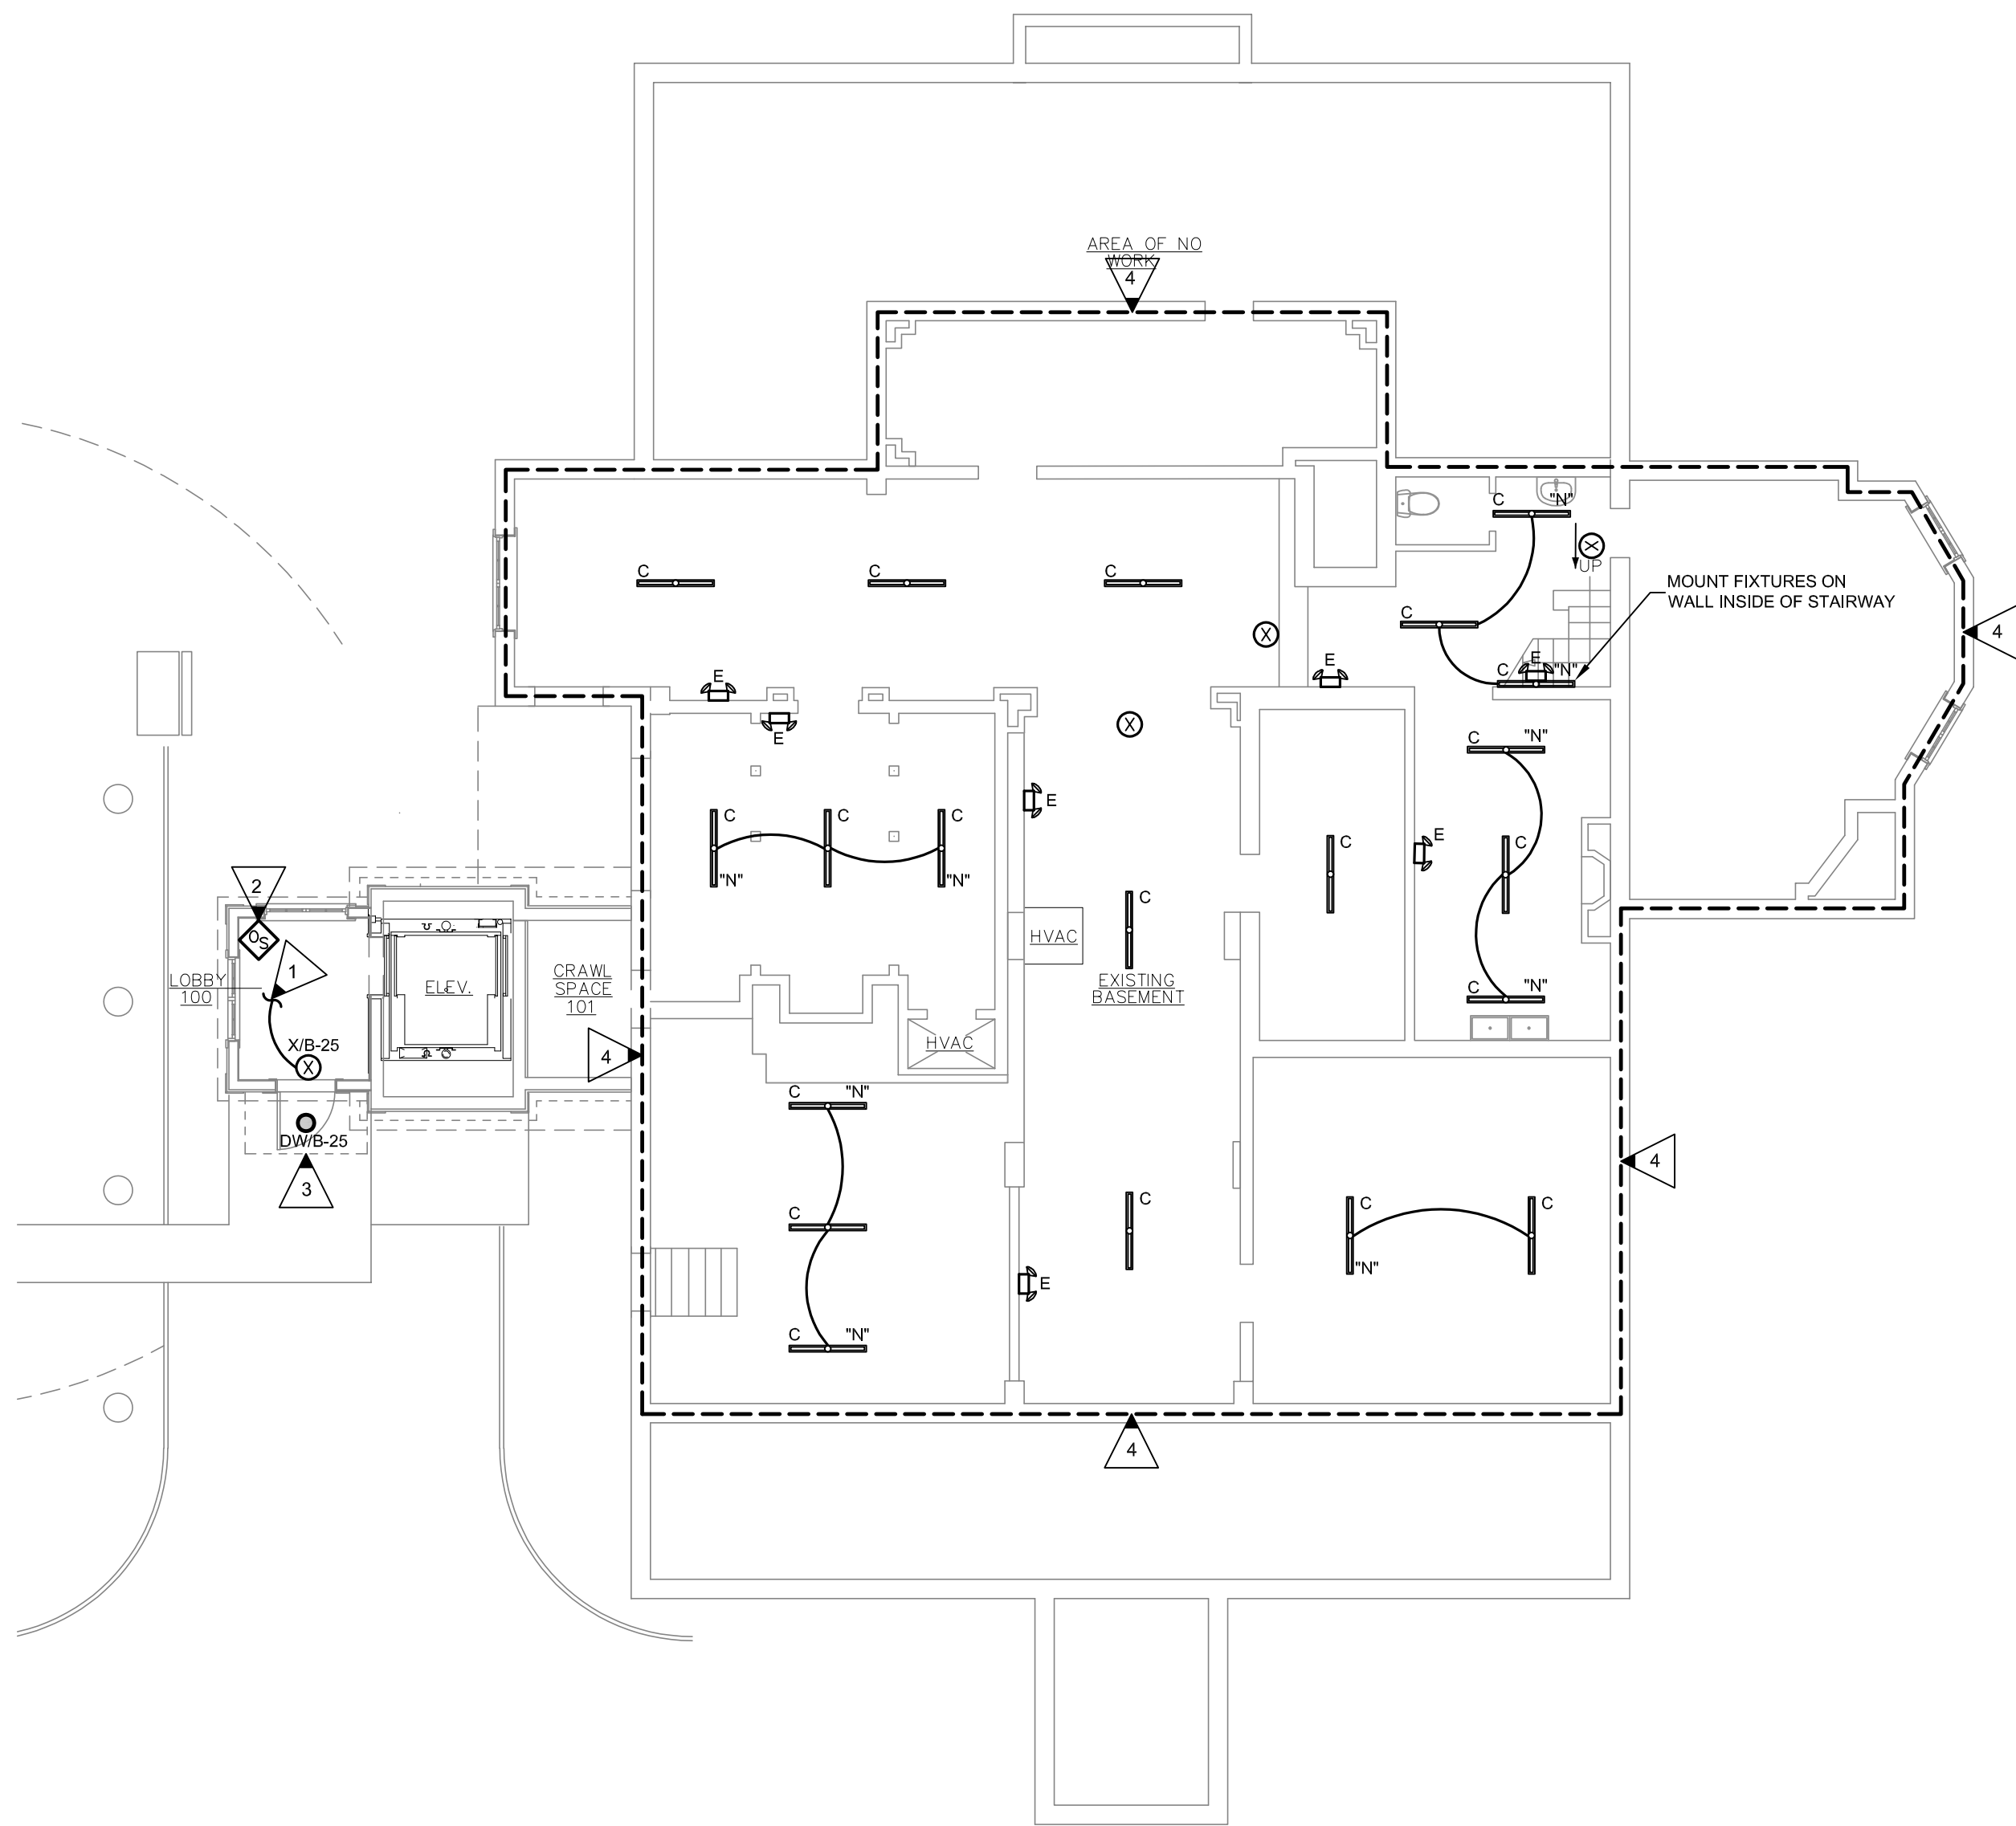 AREA OF NO
WORK
4
C "N"
UP
MOUNT FIXTURES ON
WALL INSIDE OF STAIRWAY
C
C
C
C
X
X
4
E
E
E
C "N"
X
E
C "N"
E
E
C
C
C
"N"
"N"
C
C
E
C
2
OS
1
LOBBY
100
ELEV.
CRAWL
SPACE
101
HVAC
EXISTING
BASEMENT
C "N"
X/B-25
X
4
HVAC
DW/B-25
3
C "N"
C
C "N"
C
E
4
C
C
"N"
4